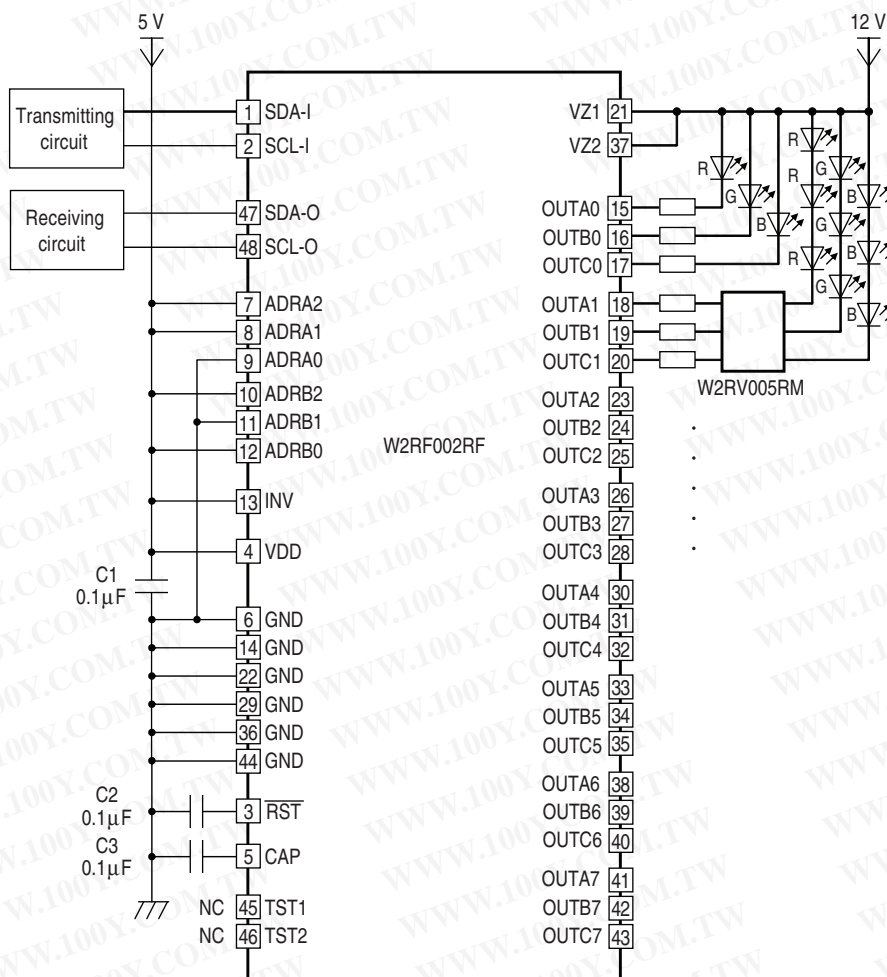 5 V
12 V
Transmitting
circuit
Receiving
circuit
1 SDA-I
2 SCL-I
47 SDA-O
48 SCL-O
7 ADRA2
8 ADRA1
9 ADRA0
10 ADRB2
11 ADRB1
12 ADRB0
13 INV
4 VDD
C1
0.1µF
6 GND
14 GND
22 GND
29 GND
36 GND
44 GND
C2
0.1µF
3 RST
C3
0.1µF
5 CAP
NC 45 TST1
NC 46 TST2
W2RF002RF
VZ1 21
VZ2 37
OUTA0 15
OUTB0 16
OUTC0 17
OUTA1 18
OUTB1 19
OUTC1 20
OUTA2 23
OUTB2 24
OUTC2 25
OUTA3 26
OUTB3 27
OUTC3 28
OUTA4 30
OUTB4 31
OUTC4 32
OUTA5 33
OUTB5 34
OUTC5 35
OUTA6 38
OUTB6 39
OUTC6 40
OUTA7 41
OUTB7 42
OUTC7 43
R
G
B
R
G
B
R
G
B
R
G
B
W2RV005RM
WWW.100Y.COM.TW